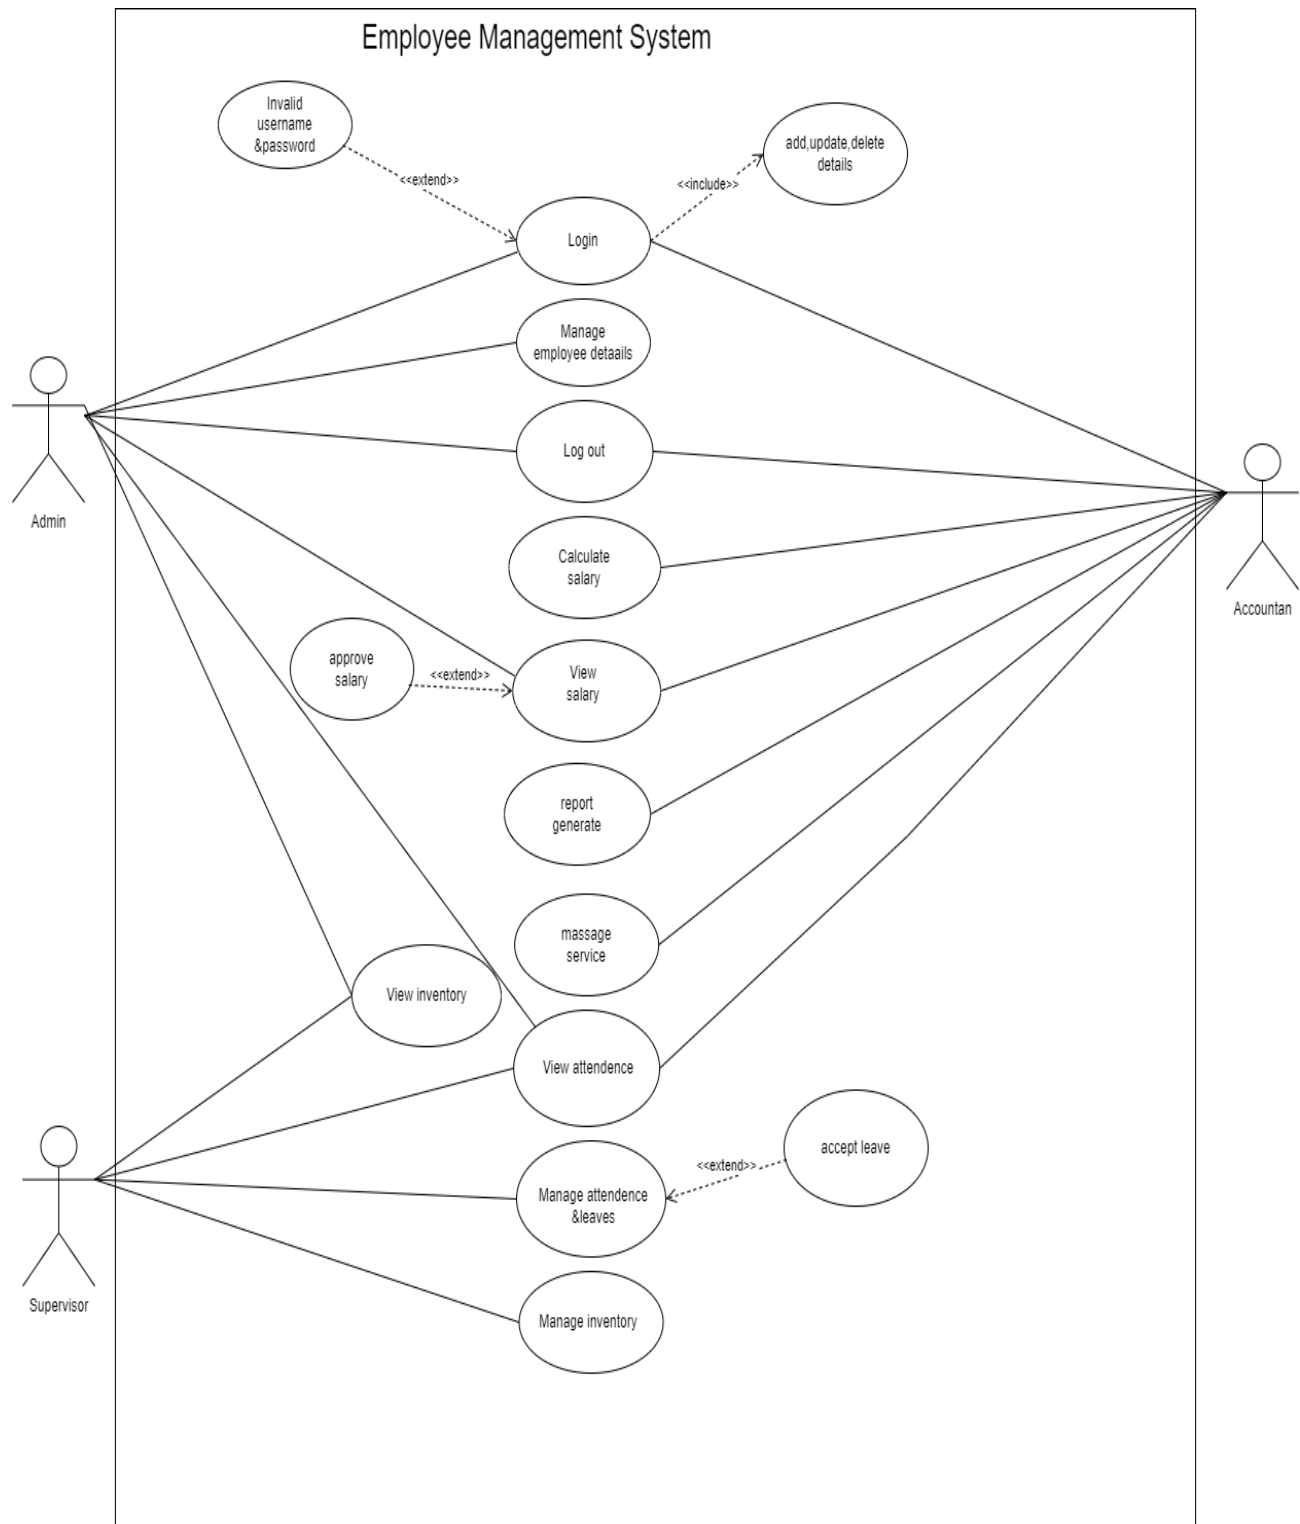 Employee Management System
Invalid
username
&password
add,update,delete
details
<<extend>>
<<include>>
Login
Manage
employee detaails
Log out
Admin
Calculate
salary
Accountan
approve
salary
<<extend>>
View
salary
report
generate
massage
service
View inventory
View attendence
accept leave
<<extend>>
Manage attendence
&leaves
Supervisor
Manage inventory